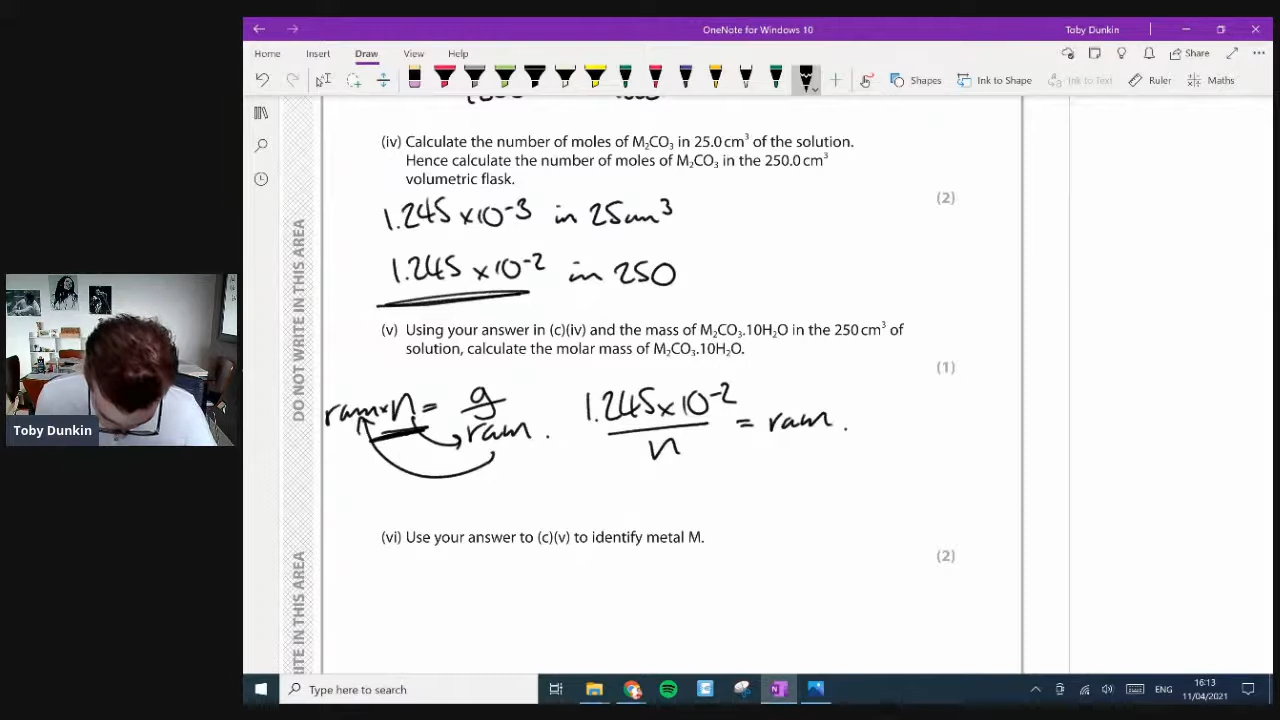 OneNote for Windows 10
Toby Dunkin
Home Insert Draw View Help
Share
Shapes Ink to Shape Ink to Text Ruler Maths
(iv) Calculate the number of moles of M₂CO₃ in 25.0 cm³ of the solution.
Hence calculate the number of moles of M₂CO₃ in the 250.0 cm³
volumetric flask.
(2)
1.245 x10⁻³ in 25cm³
1.245 x10⁻² in 250
(v) Using your answer in (c)(iv) and the mass of M₂CO₃.10H₂O in the 250 cm³ of
solution, calculate the molar mass of M₂CO₃.10H₂O.
(1)
ram x n = g / ram . 1.245 x 10⁻² / n = ram .
(vi) Use your answer to (c)(v) to identify metal M.
(2)
DO NOT WRITE IN THIS AREA
ITE IN THIS AREA
Toby Dunkin
Type here to search
ENG
16:13
11/04/2021